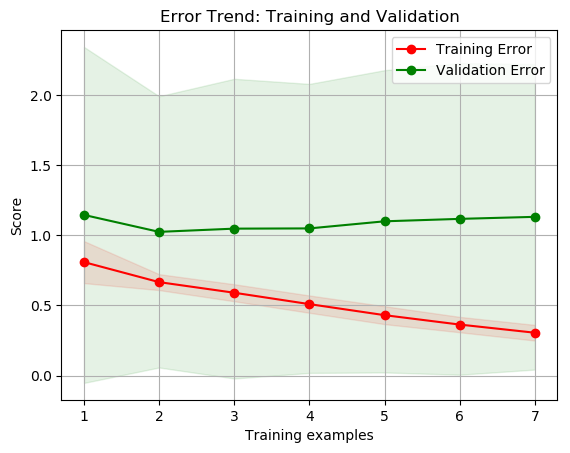 Error Trend: Training and Validation
Training Error
Validation Error
2.0
1.5
1.0
0.5
0.0
Score
1
2
3
4
5
6
7
Training examples